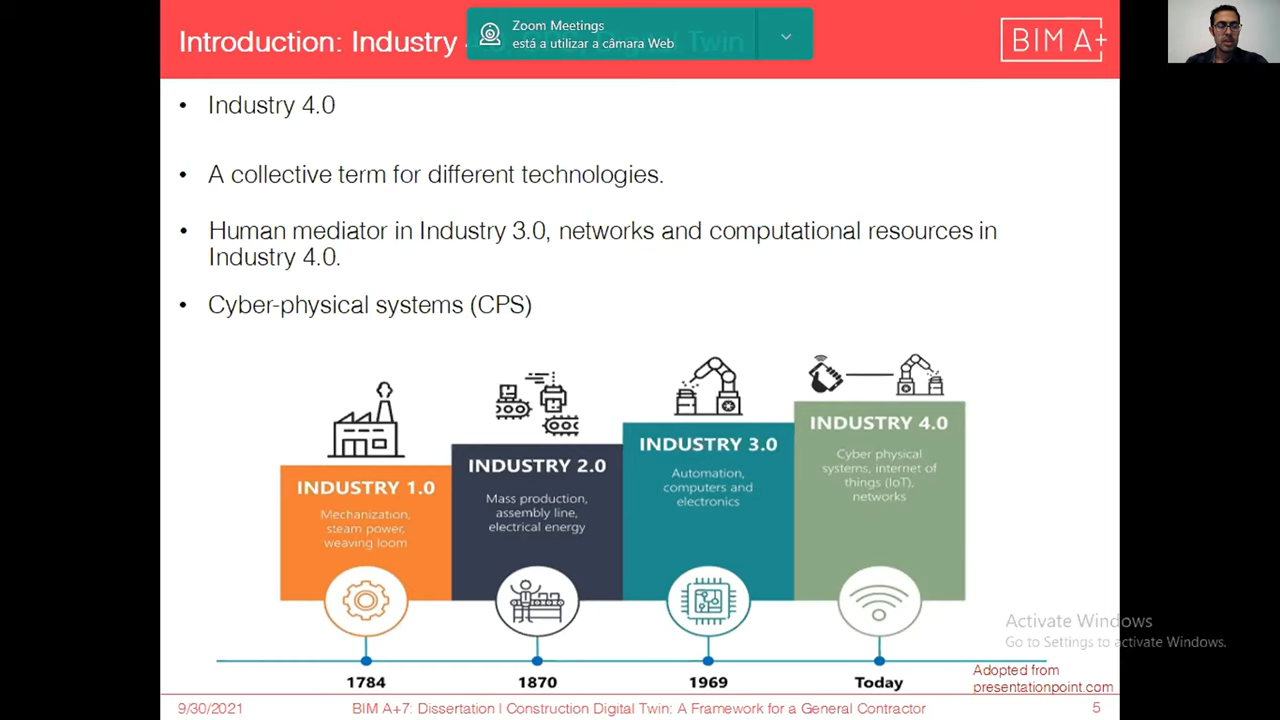 Introduction: Industry
Twin
Zoom Meetings
está a utilizar a câmara Web
BIM A+
• Industry 4.0
• A collective term for different technologies.
• Human mediator in Industry 3.0, networks and computational resources in
Industry 4.0.
• Cyber-physical systems (CPS)
INDUSTRY 1.0
Mechanization,
steam power,
weaving loom
INDUSTRY 2.0
Mass production,
assembly line,
electrical energy
INDUSTRY 3.0
Automation,
computers and
electronics
INDUSTRY 4.0
Cyber physical
systems, internet of
things (IoT),
networks
1784
1870
1969
Today
Activate Windows
Go to Settings to activate Windows.
Adopted from
presentationpoint.com
9/30/2021
BIM A+7: Dissertation | Construction Digital Twin: A Framework for a General Contractor
5